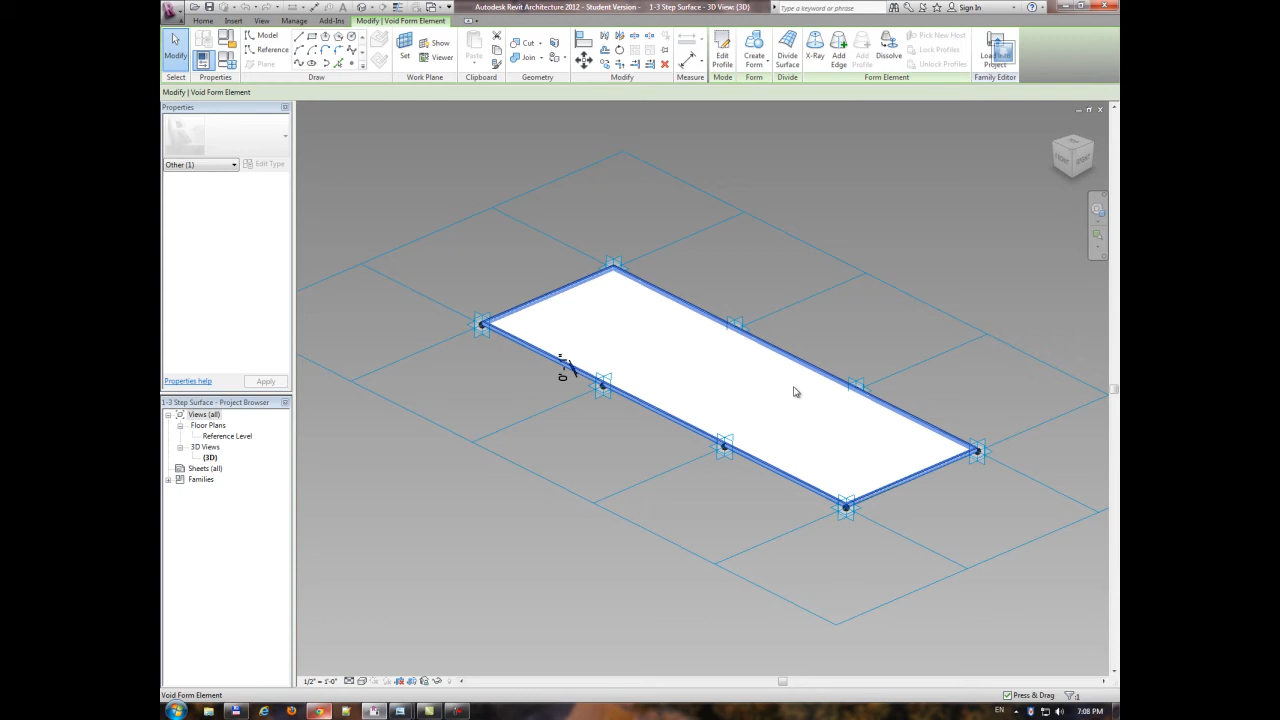 Autodesk Revit Architecture 2012 - Student Version - 1-3 Step Surface - 3D View: {3D}
Type a keyword or phrase
Sign In
Home Insert View Manage Add-Ins Modify | Void Form Element
Modify
Model
Reference
Plane
Set
Show
Viewer
Paste
Cut
Join
Edit Profile
Create Form
Divide Surface
X-Ray
Add Edge
Add Profile
Dissolve
Pick New Host
Lock Profiles
Unlock Profiles
Select Properties Draw Work Plane Clipboard Geometry Modify Measure Mode Form Divide Form Element Family Editor
Modify | Void Form Element
Properties
Other (1)
Edit Type
Properties help
Apply
1-3 Step Surface - Project Browser
Views (all)
Floor Plans
Reference Level
3D Views
{3D}
Sheets (all)
Families
FRONT
1/2" = 1'-0"
Void Form Element
Press & Drag
:1
EN
7:08 PM